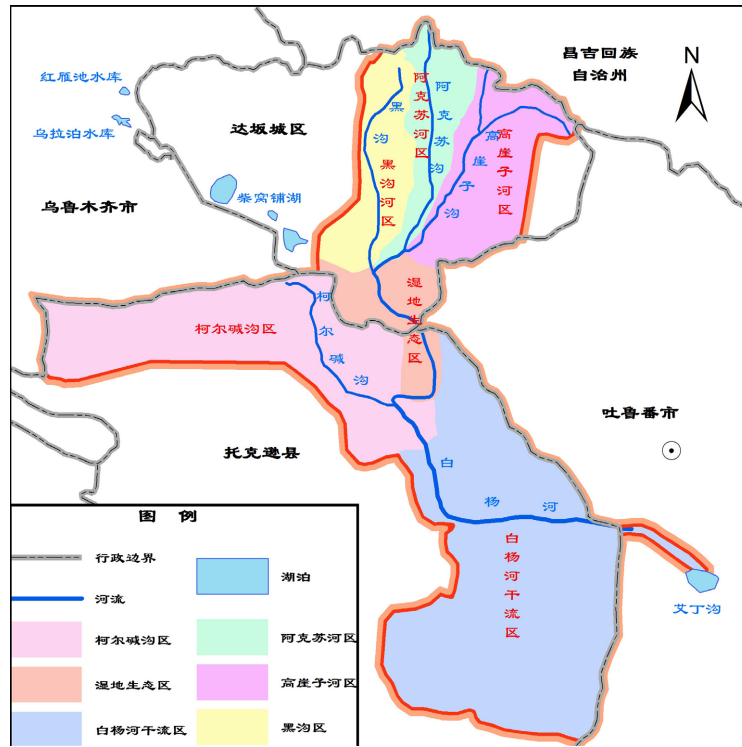 昌吉回族
自治州
N
红雁池水库
乌拉泊水库
达坂城区
乌鲁木齐市
柴窝铺湖
黑沟
黑沟河区
阿克苏河区
阿克苏沟
高崖子沟
高崖子河区
湿地生态区
柯尔碱沟区
柯尔碱沟
吐鲁番市
托克逊县
白杨河
白杨河干流区
艾丁沟
图 例
行政边界
湖泊
河流
柯尔碱沟区
阿克苏河区
湿地生态区
高崖子河区
白杨河干流区
黑沟区